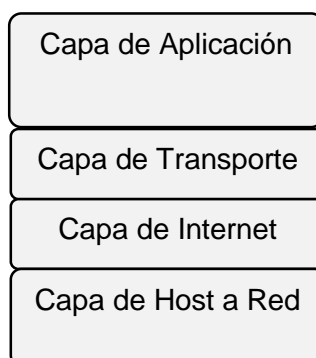 Capa de Aplicación
Capa de Transporte
Capa de Internet
Capa de Host a Red